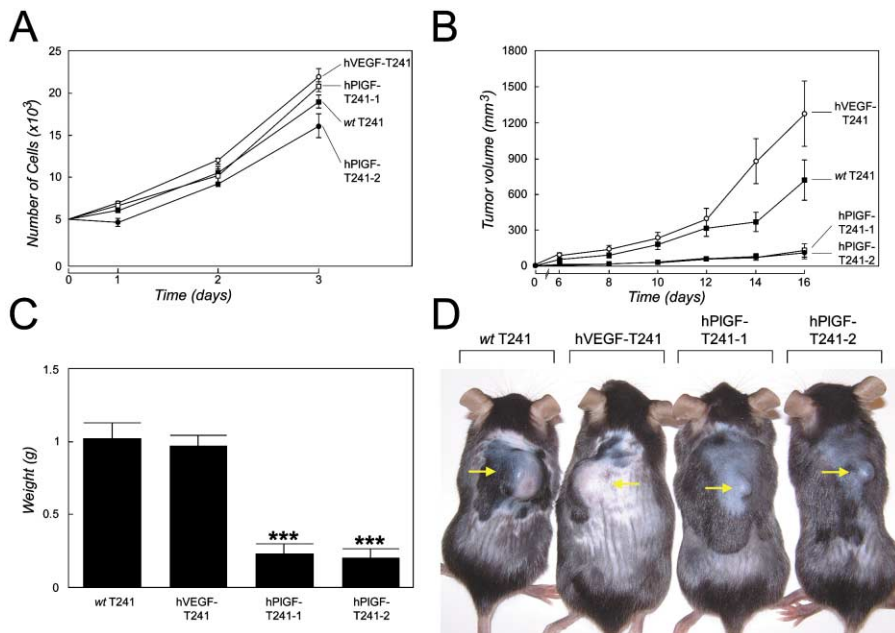 A
Number of Cells (x10³)
25
20
15
10
5
0
0
1
2
3
Time (days)
hVEGF-T241
hPlGF-
T241-1
wt T241
hPlGF-
T241-2
B
Tumor volume (mm³)
1800
1500
1200
900
600
300
0
0
6
8
10
12
14
16
Time (days)
hVEGF-
T241
wt T241
hPlGF-
T241-1
hPlGF-
T241-2
C
Weight (g)
1.5
1
0.5
0
***
***
wt T241
hVEGF-
T241
hPlGF-
T241-1
hPlGF-
T241-2
D
wt T241
hVEGF-T241
hPlGF-
T241-1
hPlGF-
T241-2